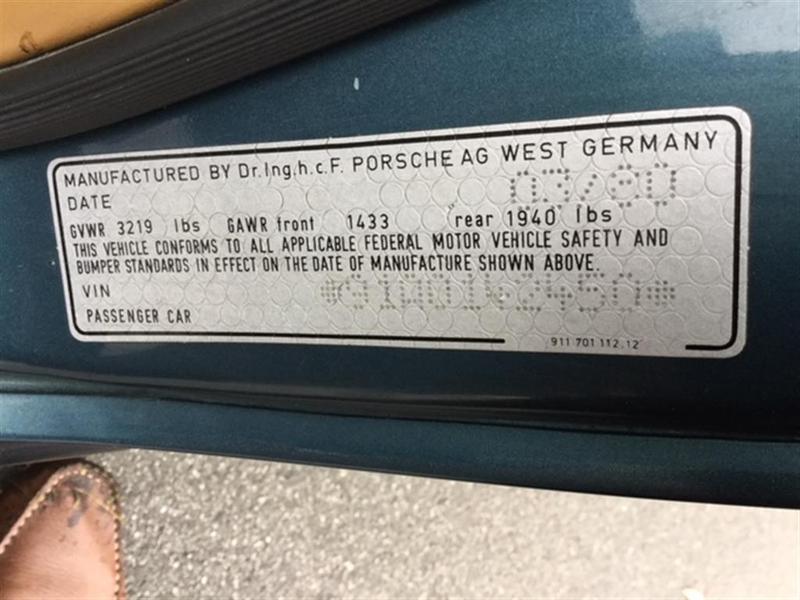 MANUFACTURED BY Dr.Ing.h.c.F. PORSCHE AG WEST GERMANY
DATE 03/80
GVWR 3219 lbs GAWR front 1433 rear 1940 lbs
THIS VEHICLE CONFORMS TO ALL APPLICABLE FEDERAL MOTOR VEHICLE SAFETY AND
BUMPER STANDARDS IN EFFECT ON THE DATE OF MANUFACTURE SHOWN ABOVE.
VIN
PASSENGER CAR
911 701 112.12